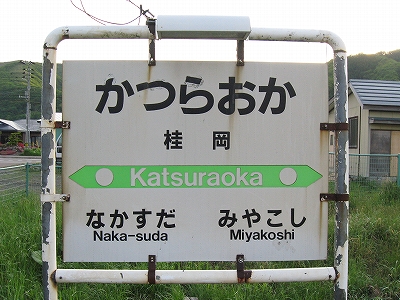 かつらおか
桂岡
Katsuraoka
なかすだ みやこし
Naka-suda Miyakoshi